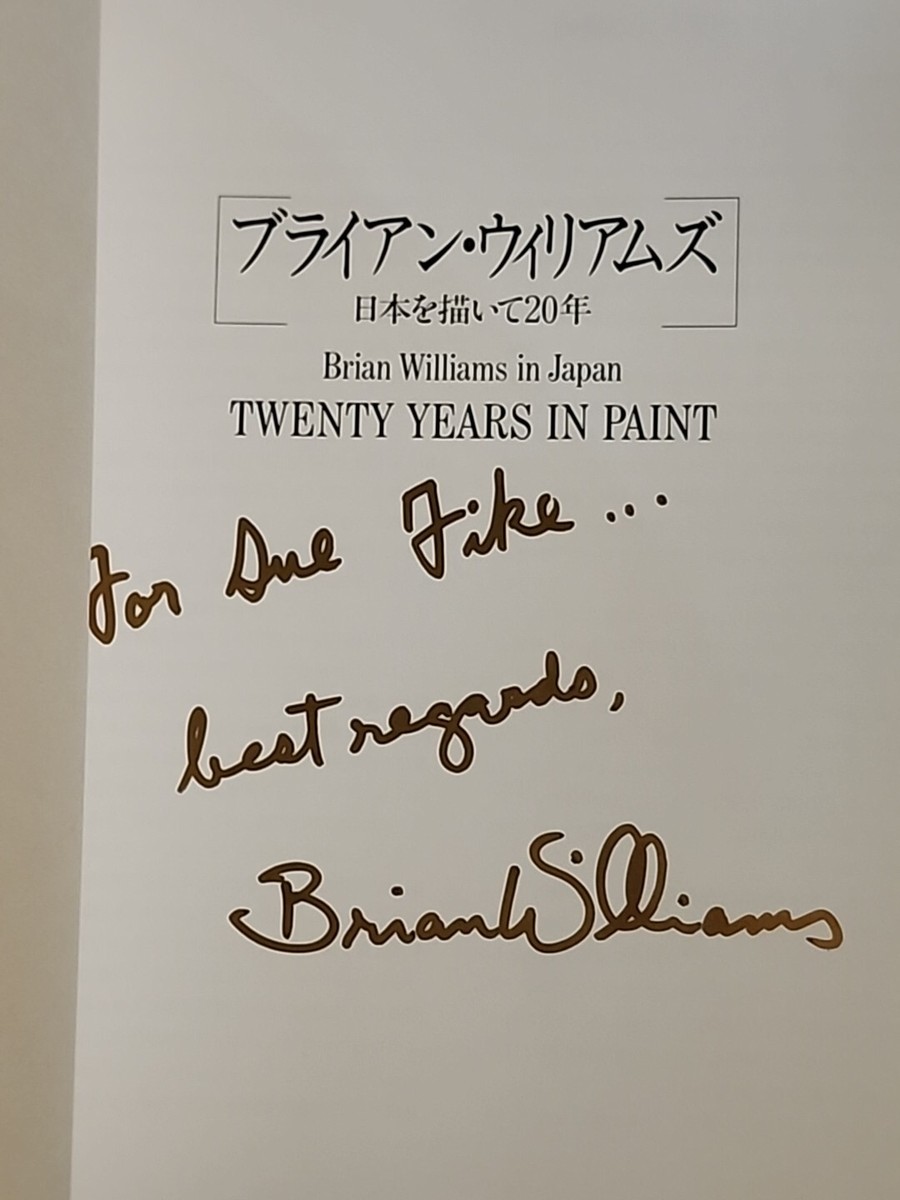 ブライアン・ウィリアムズ
日本を描いて20年
Brian Williams in Japan
TWENTY YEARS IN PAINT
For Sue Fike...
best regards,
Brian Williams